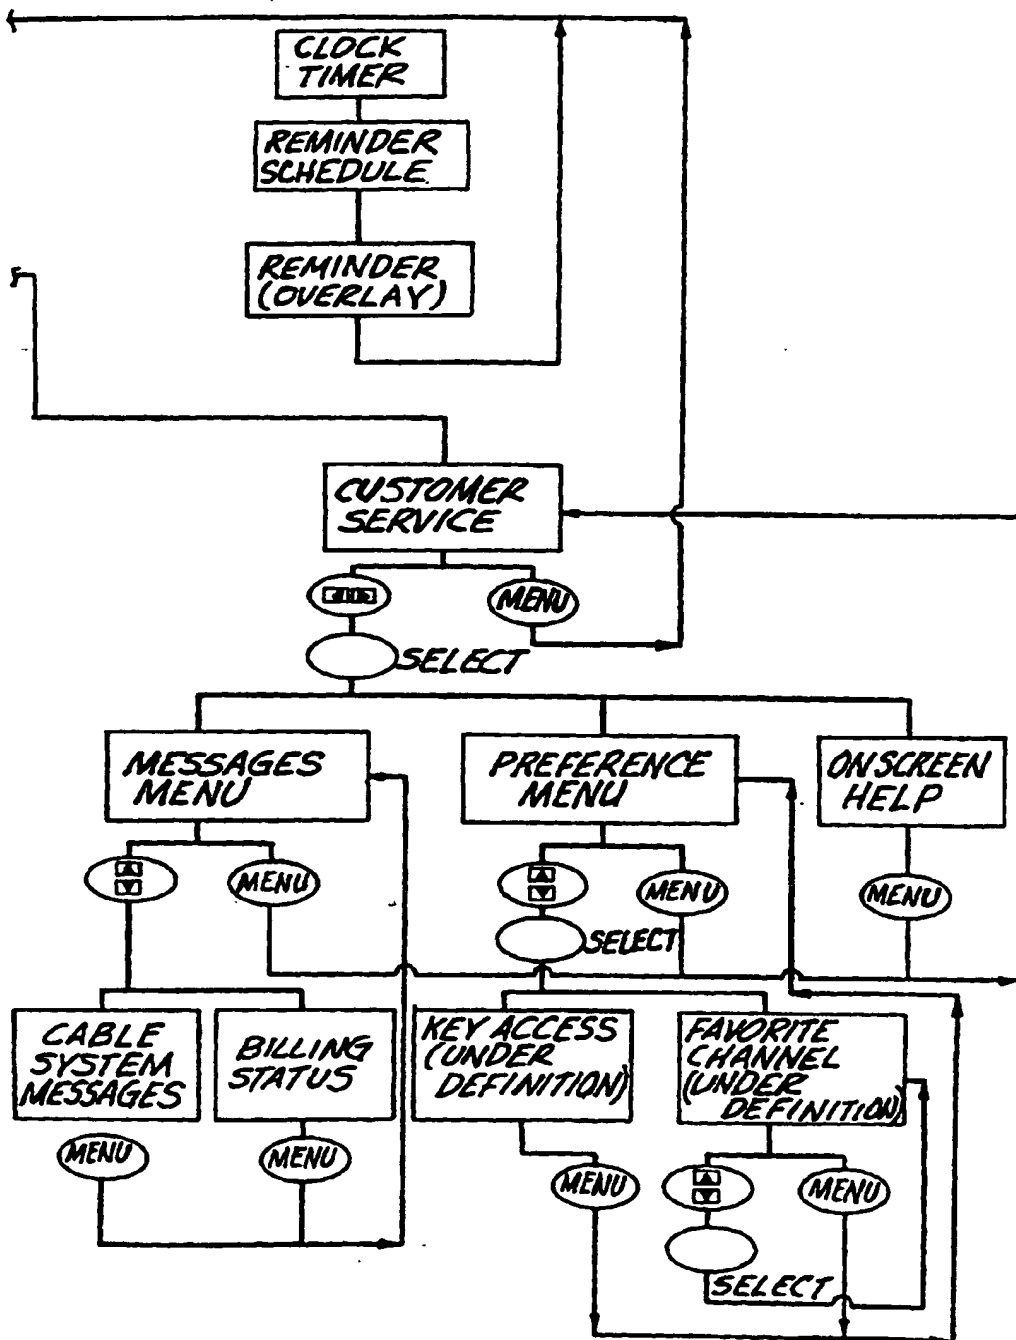 CLOCK
TIMER
REMINDER
SCHEDULE
REMINDER
(OVERLAY)
CUSTOMER
SERVICE
MENU
SELECT
MESSAGES
MENU
PREFERENCE
MENU
ON SCREEN
HELP
MENU
MENU
MENU
SELECT
CABLE
SYSTEM
MESSAGES
BILLING
STATUS
KEY ACCESS
(UNDER
DEFINITION)
FAVORITE
CHANNEL
(UNDER
DEFINITION)
MENU
MENU
MENU
MENU
SELECT